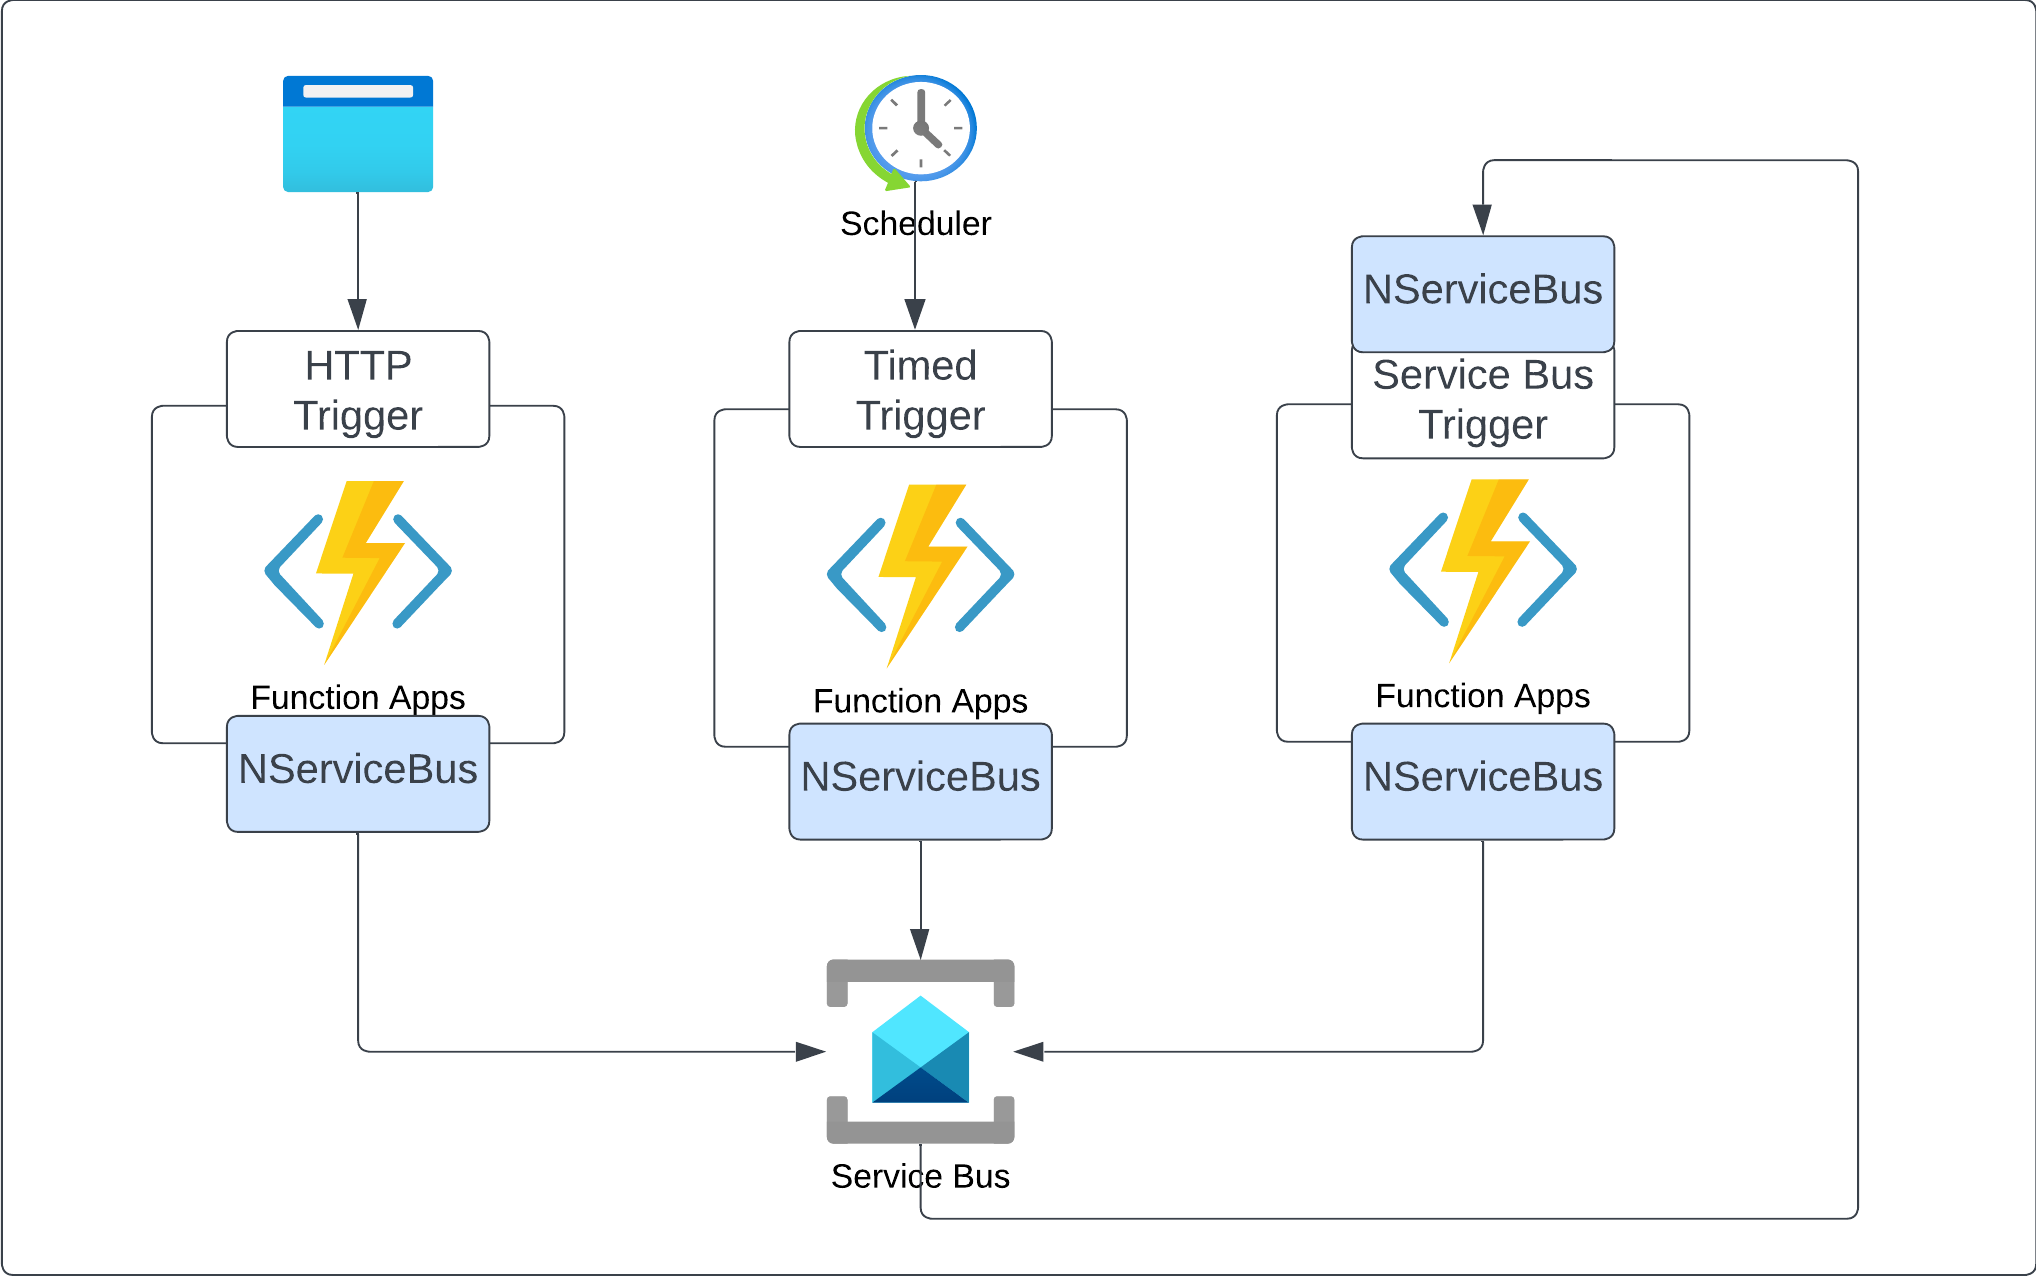 HTTP
Trigger
Function Apps
NServiceBus
Scheduler
Timed
Trigger
Function Apps
NServiceBus
NServiceBus
Service Bus
Trigger
Function Apps
NServiceBus
Service Bus